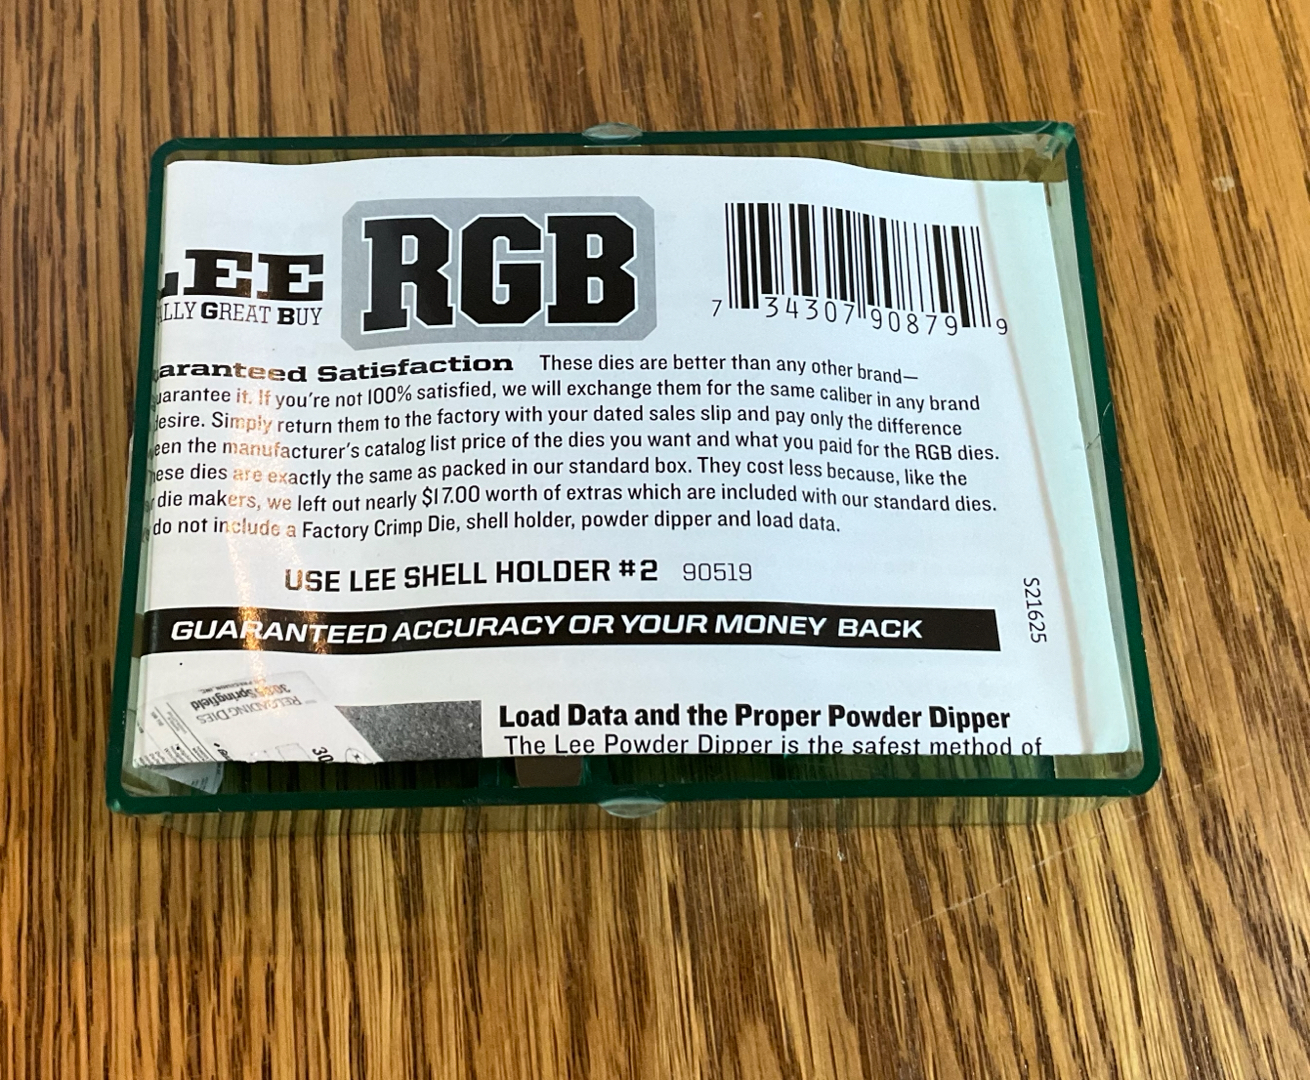 LEE
RGB
ALLY GREAT BUY
7 34307 90879 9
aranteed Satisfaction These dies are better than any other brand—
uarantee it. If you're not 100% satisfied, we will exchange them for the same caliber in any brand
esire. Simply return them to the factory with your dated sales slip and pay only the difference
een the manufacturer's catalog list price of the dies you want and what you paid for the RGB dies.
ese dies are exactly the same as packed in our standard box. They cost less because, like the
die makers, we left out nearly $17.00 worth of extras which are included with our standard dies.
do not include a Factory Crimp Die, shell holder, powder dipper and load data.
USE LEE SHELL HOLDER #2 90519
S21625
GUARANTEED ACCURACY OR YOUR MONEY BACK
RELOADING DIES
Springfield
30
Load Data and the Proper Powder Dipper
The Lee Powder Dipper is the safest method of